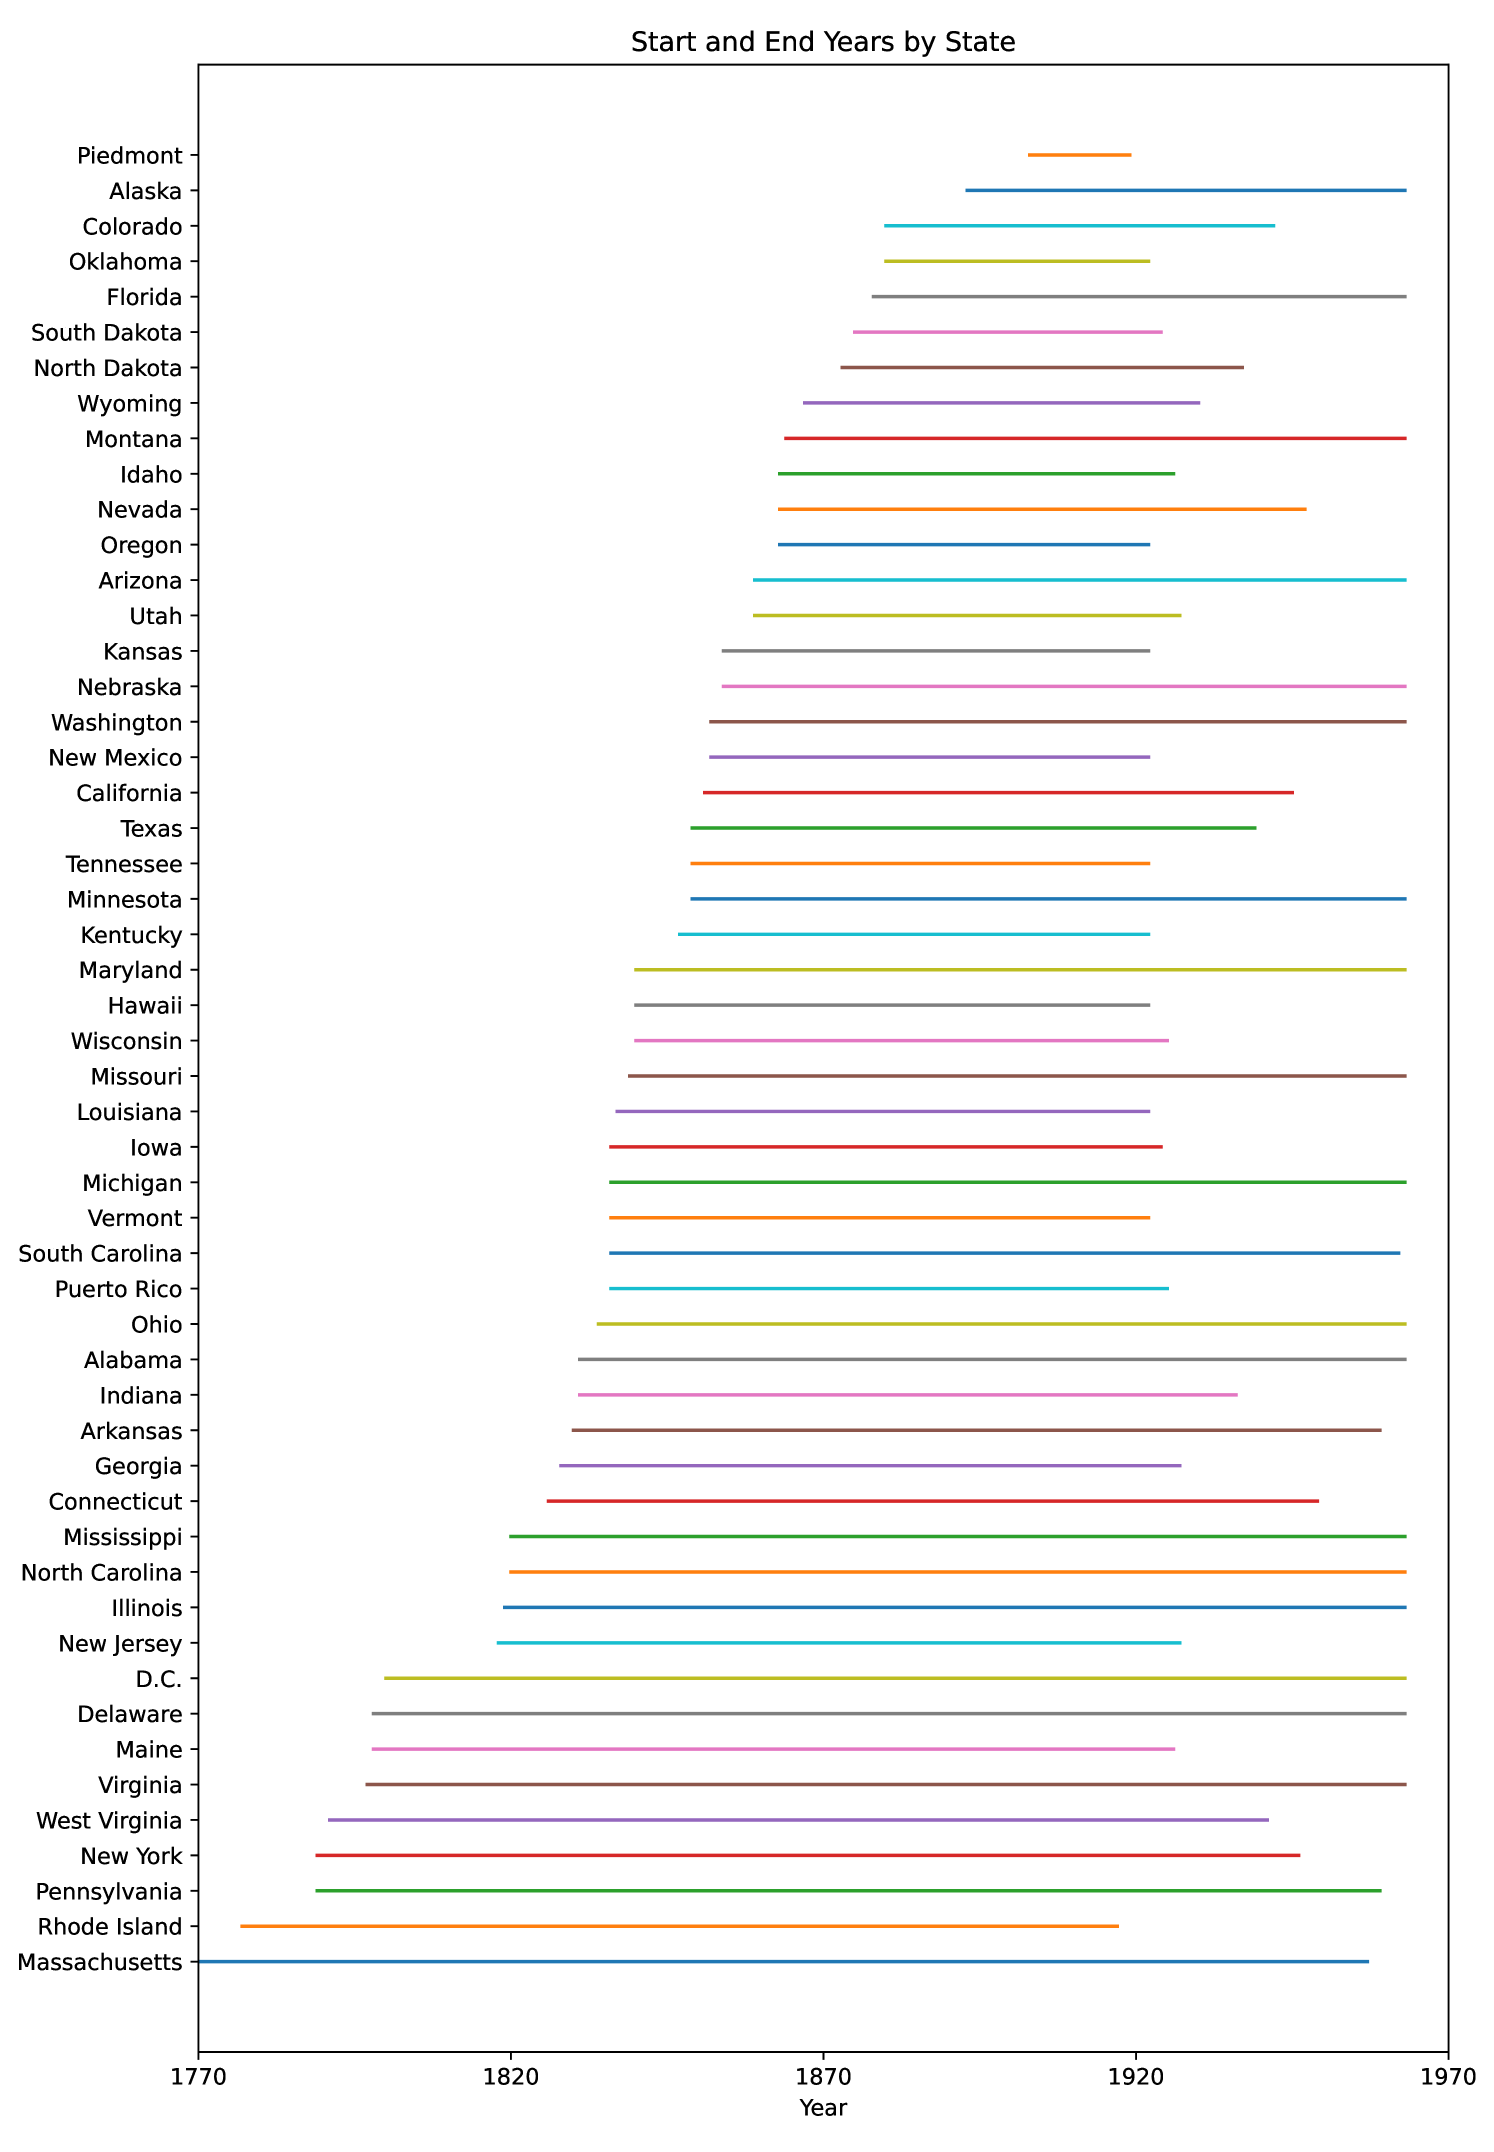 Start and End Years by State
Piedmont
Alaska
Colorado
Oklahoma
Florida
South Dakota
North Dakota
Wyoming
Montana
Idaho
Nevada
Oregon
Arizona
Utah
Kansas
Nebraska
Washington
New Mexico
California
Texas
Tennessee
Minnesota
Kentucky
Maryland
Hawaii
Wisconsin
Missouri
Louisiana
Iowa
Michigan
Vermont
South Carolina
Puerto Rico
Ohio
Alabama
Indiana
Arkansas
Georgia
Connecticut
Mississippi
North Carolina
Illinois
New Jersey
D.C.
Delaware
Maine
Virginia
West Virginia
New York
Pennsylvania
Rhode Island
Massachusetts
1770 1820 1870 1920 1970
Year